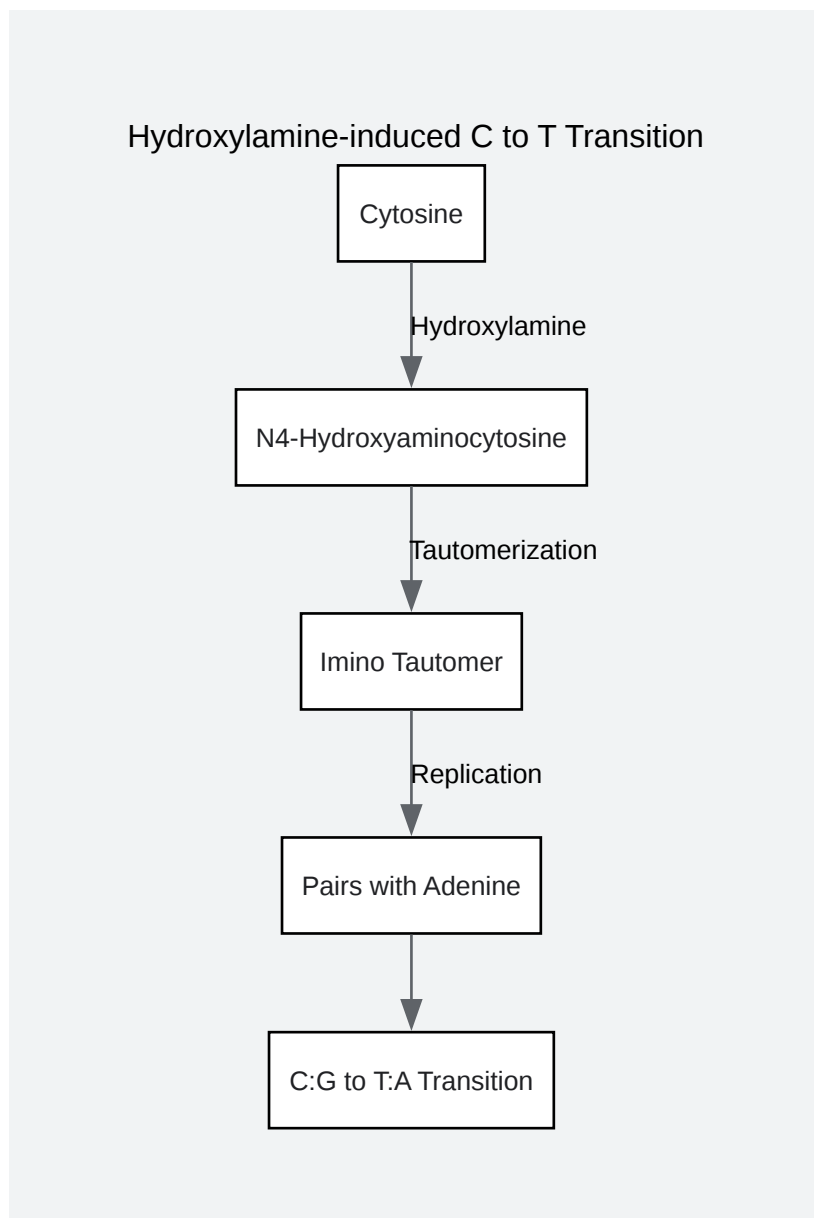 Hydroxylamine-induced C to T Transition
Cytosine
Hydroxylamine
N4-Hydroxyaminocytosine
Tautomerization
Imino Tautomer
Replication
Pairs with Adenine
C:G to T:A Transition